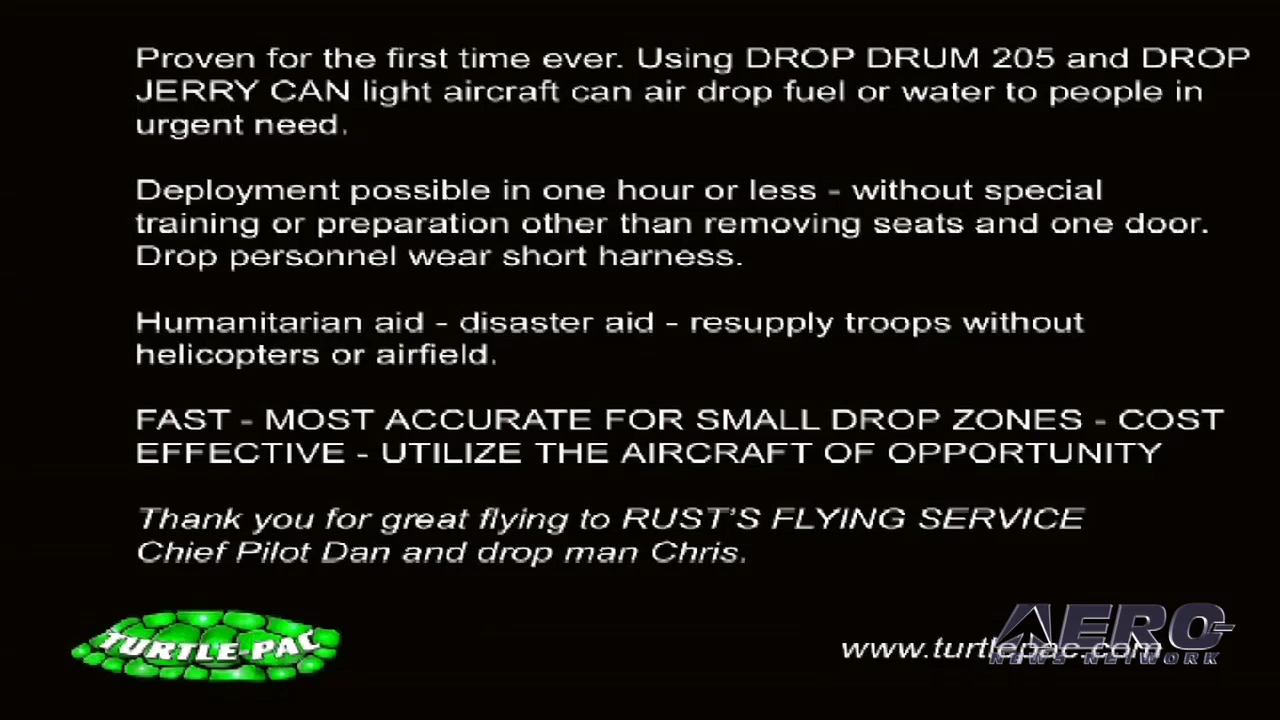 Proven for the first time ever. Using DROP DRUM 205 and DROP
JERRY CAN light aircraft can air drop fuel or water to people in
urgent need.
Deployment possible in one hour or less - without special
training or preparation other than removing seats and one door.
Drop personnel wear short harness.
Humanitarian aid - disaster aid - resupply troops without
helicopters or airfield.
FAST - MOST ACCURATE FOR SMALL DROP ZONES - COST
EFFECTIVE - UTILIZE THE AIRCRAFT OF OPPORTUNITY
Thank you for great flying to RUST'S FLYING SERVICE
Chief Pilot Dan and drop man Chris.
TURTLE-PAC
www.turtlepac.com
AERO-
NEWS NETWORK